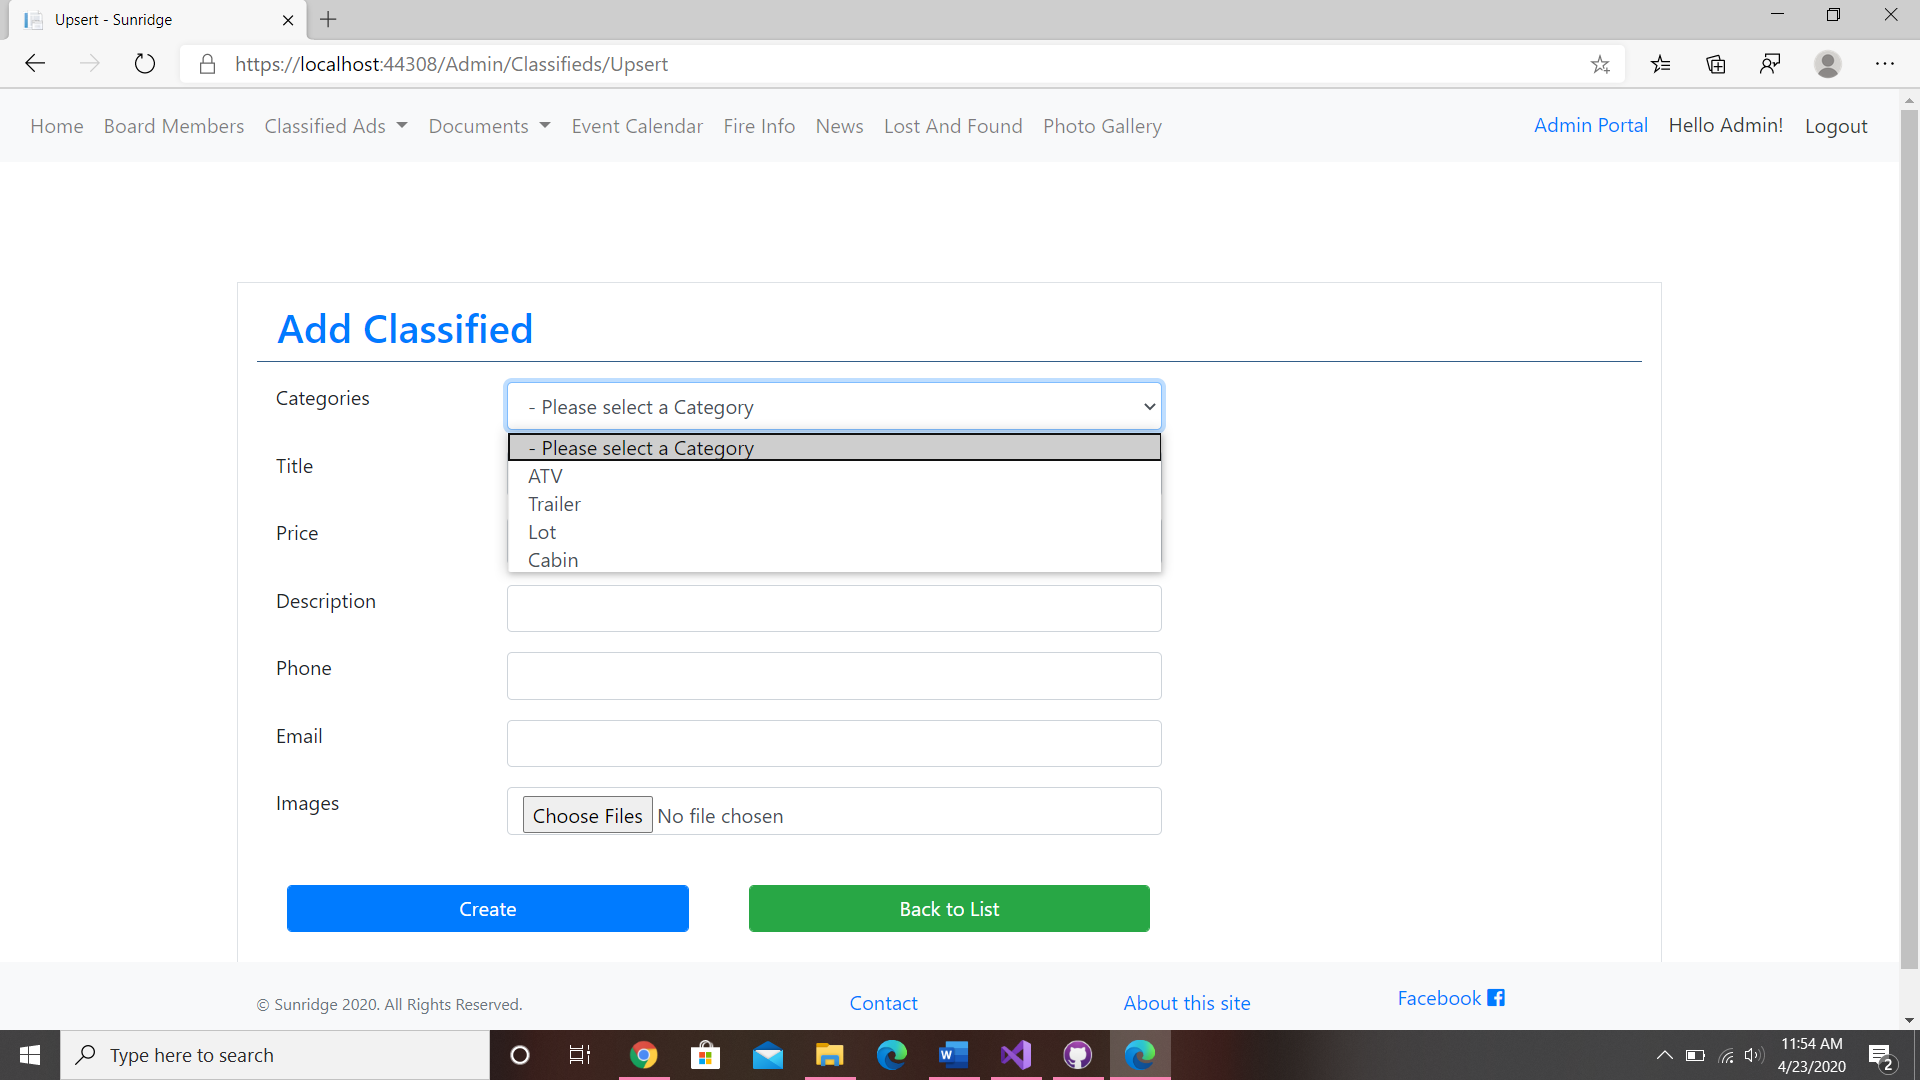 Upsert - Sunridge
https://localhost:44308/Admin/Classifieds/Upsert
Home Board Members Classified Ads Documents Event Calendar Fire Info News Lost And Found Photo Gallery Admin Portal Hello Admin! Logout
Add Classified
Categories
- Please select a Category
- Please select a Category
ATV
Trailer
Lot
Cabin
Title
Price
Description
Phone
Email
Images
Choose Files No file chosen
Create Back to List
© Sunridge 2020. All Rights Reserved. Contact About this site Facebook
Type here to search
11:54 AM
4/23/2020
2